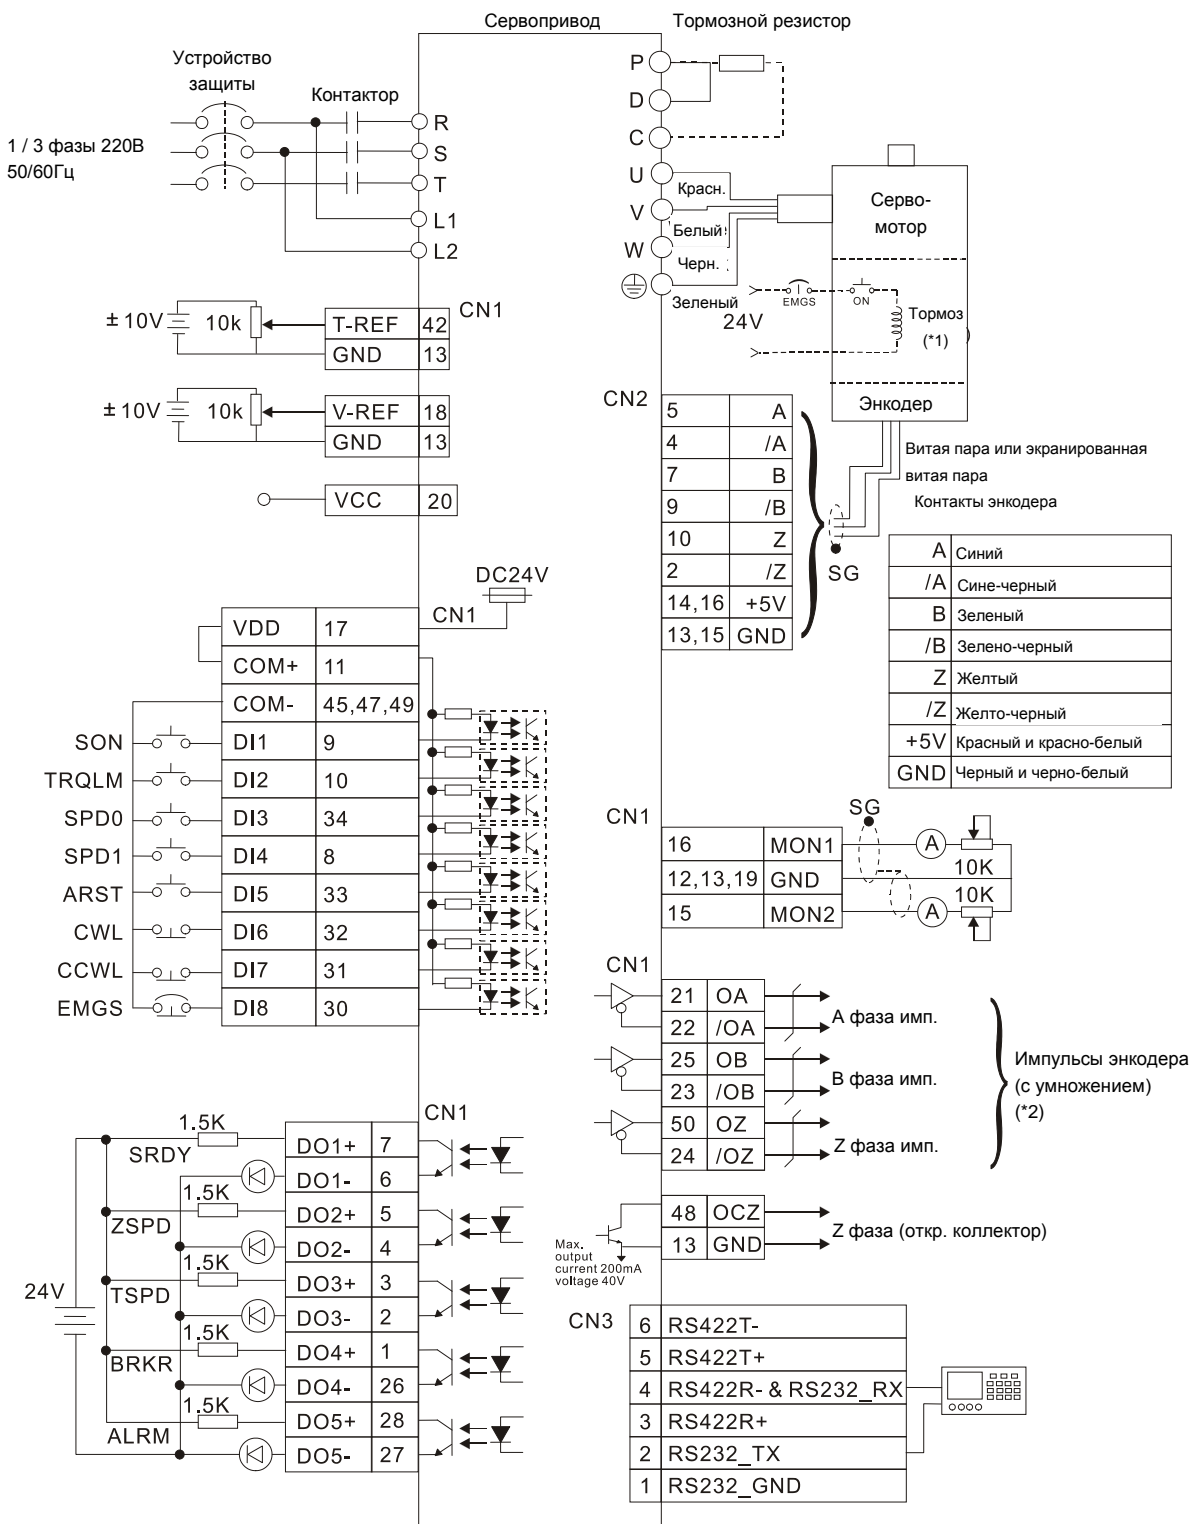 Сервопривод
Тормозной резистор
Устройство
защиты
Контактор
1 / 3 фазы 220В
50/60Гц
R
S
T
L1
L2
P
D
C
U
V
W
Красн.
Белый
Черн.
Зеленый
Серво-
мотор
EMGS
ON
24V
Тормоз
(*1)
Энкодер
± 10V
10k
T-REF 42
GND 13
CN1
± 10V
10k
V-REF 18
GND 13
VCC 20
CN2
5 A
4 /A
7 B
9 /B
10 Z
2 /Z
14,16 +5V
13,15 GND
SG
Витая пара или экранированная
витая пара
Контакты энкодера
A Синий
/A Сине-черный
B Зеленый
/B Зелено-черный
Z Желтый
/Z Желто-черный
+5V Красный и красно-белый
GND Черный и черно-белый
DC24V
CN1
VDD 17
COM+ 11
COM- 45,47,49
SON DI1 9
TRQLM DI2 10
SPD0 DI3 34
SPD1 DI4 8
ARST DI5 33
CWL DI6 32
CCWL DI7 31
EMGS DI8 30
CN1
SG
16 MON1
12,13,19 GND
15 MON2
A
10K
10K
A
CN1
21 OA
22 /OA
А фаза имп.
25 OB
23 /OB
В фаза имп.
50 OZ
24 /OZ
Z фаза имп.
Импульсы энкодера
(с умножением)
(*2)
48 OCZ
13 GND
Z фаза (откр. коллектор)
Max.
output
current 200mA
voltage 40V
CN1
24V
1.5K
SRDY
DO1+ 7
DO1- 6
1.5K
ZSPD
DO2+ 5
DO2- 4
1.5K
TSPD
DO3+ 3
DO3- 2
1.5K
BRKR
DO4+ 1
DO4- 26
1.5K
ALRM
DO5+ 28
DO5- 27
CN3
6 RS422T-
5 RS422T+
4 RS422R- & RS232_RX
3 RS422R+
2 RS232_TX
1 RS232_GND